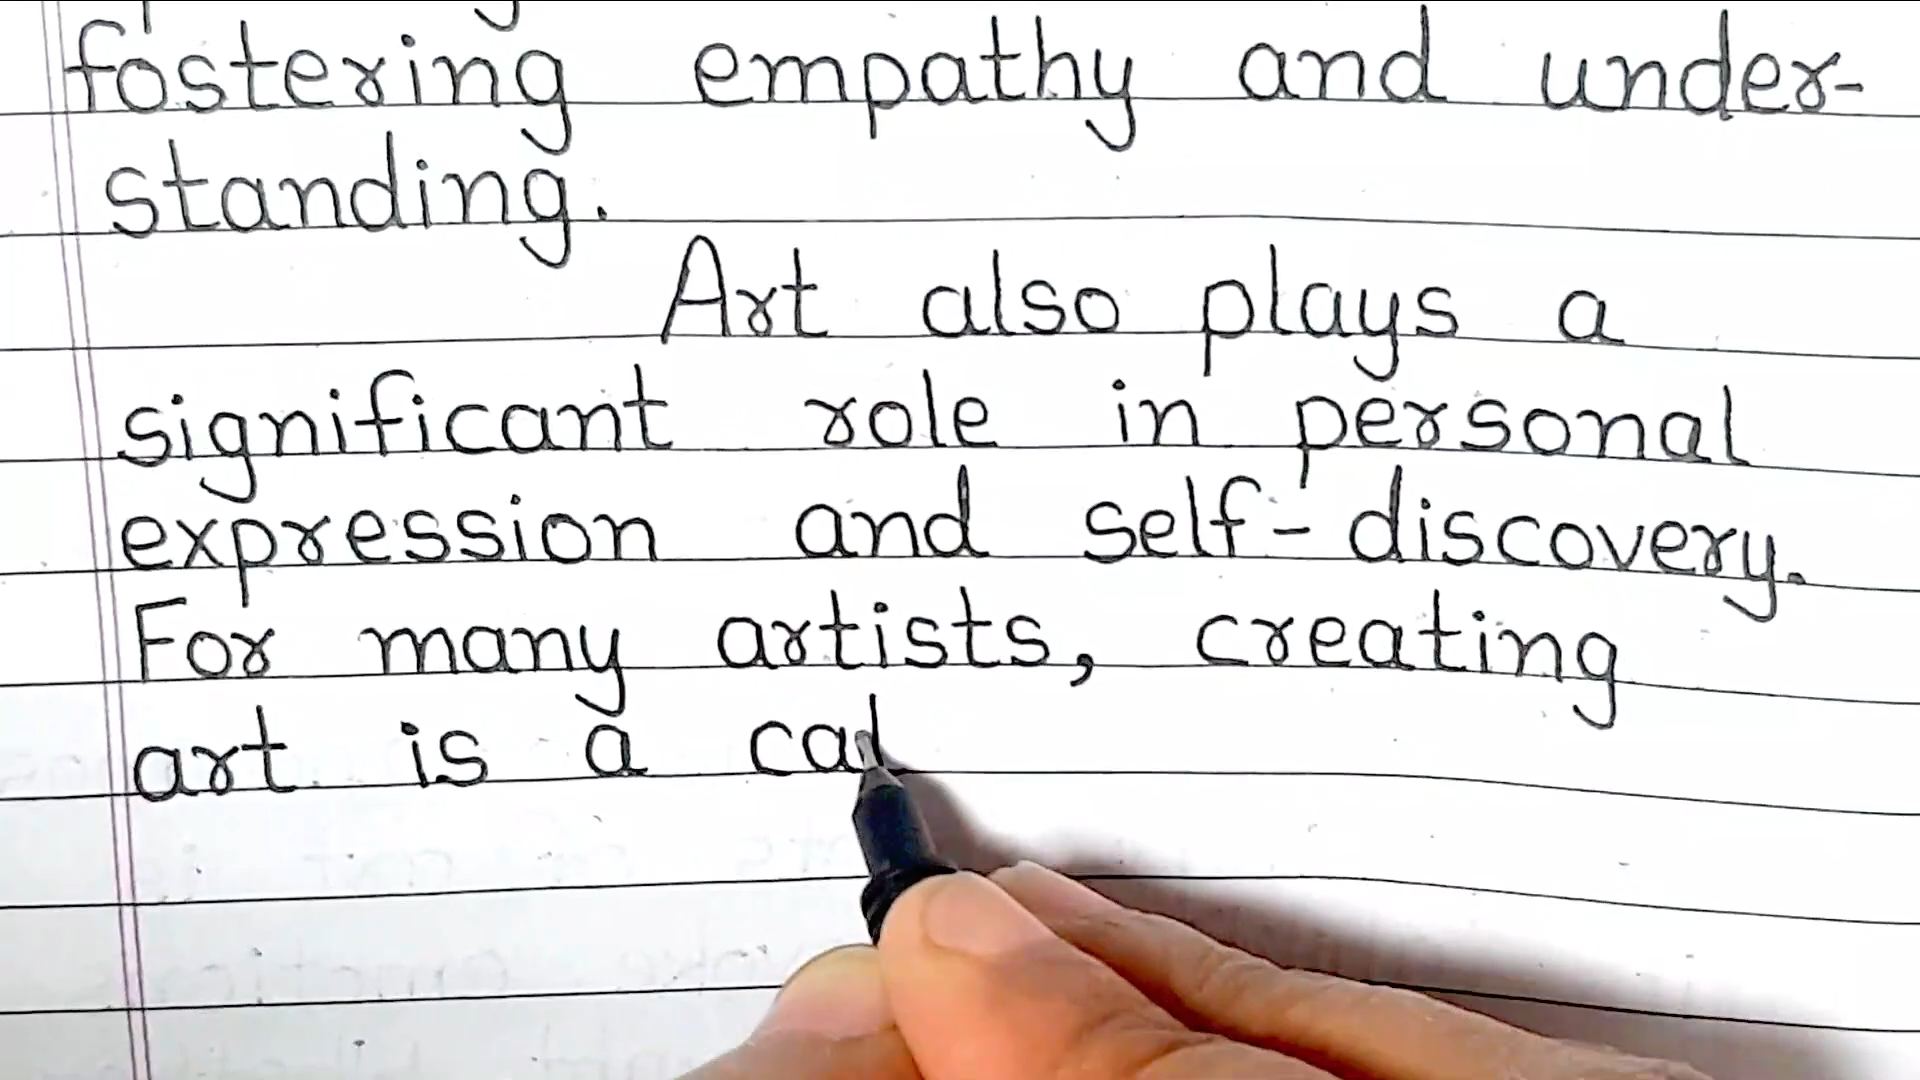 fostering empathy and under-
standing.
Art also plays a
significant role in personal
expression and self-discovery.
For many artists, creating
art is a